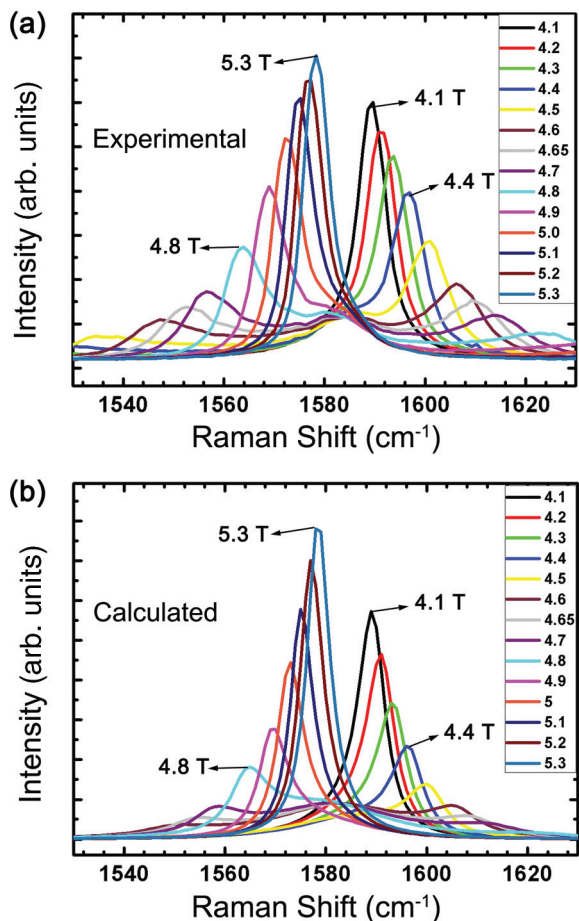 (a)
5.3 T
4.1 T
Experimental
4.4 T
4.8 T
4.1
4.2
4.3
4.4
4.5
4.6
4.65
4.7
4.8
4.9
5.0
5.1
5.2
5.3
Intensity (arb. units)
1540 1560 1580 1600 1620
Raman Shift (cm⁻¹)
(b)
5.3 T
4.1 T
Calculated
4.4 T
4.8 T
4.1
4.2
4.3
4.4
4.5
4.6
4.65
4.7
4.8
4.9
5
5.1
5.2
5.3
Intensity (arb. units)
1540 1560 1580 1600 1620
Raman Shift (cm⁻¹)